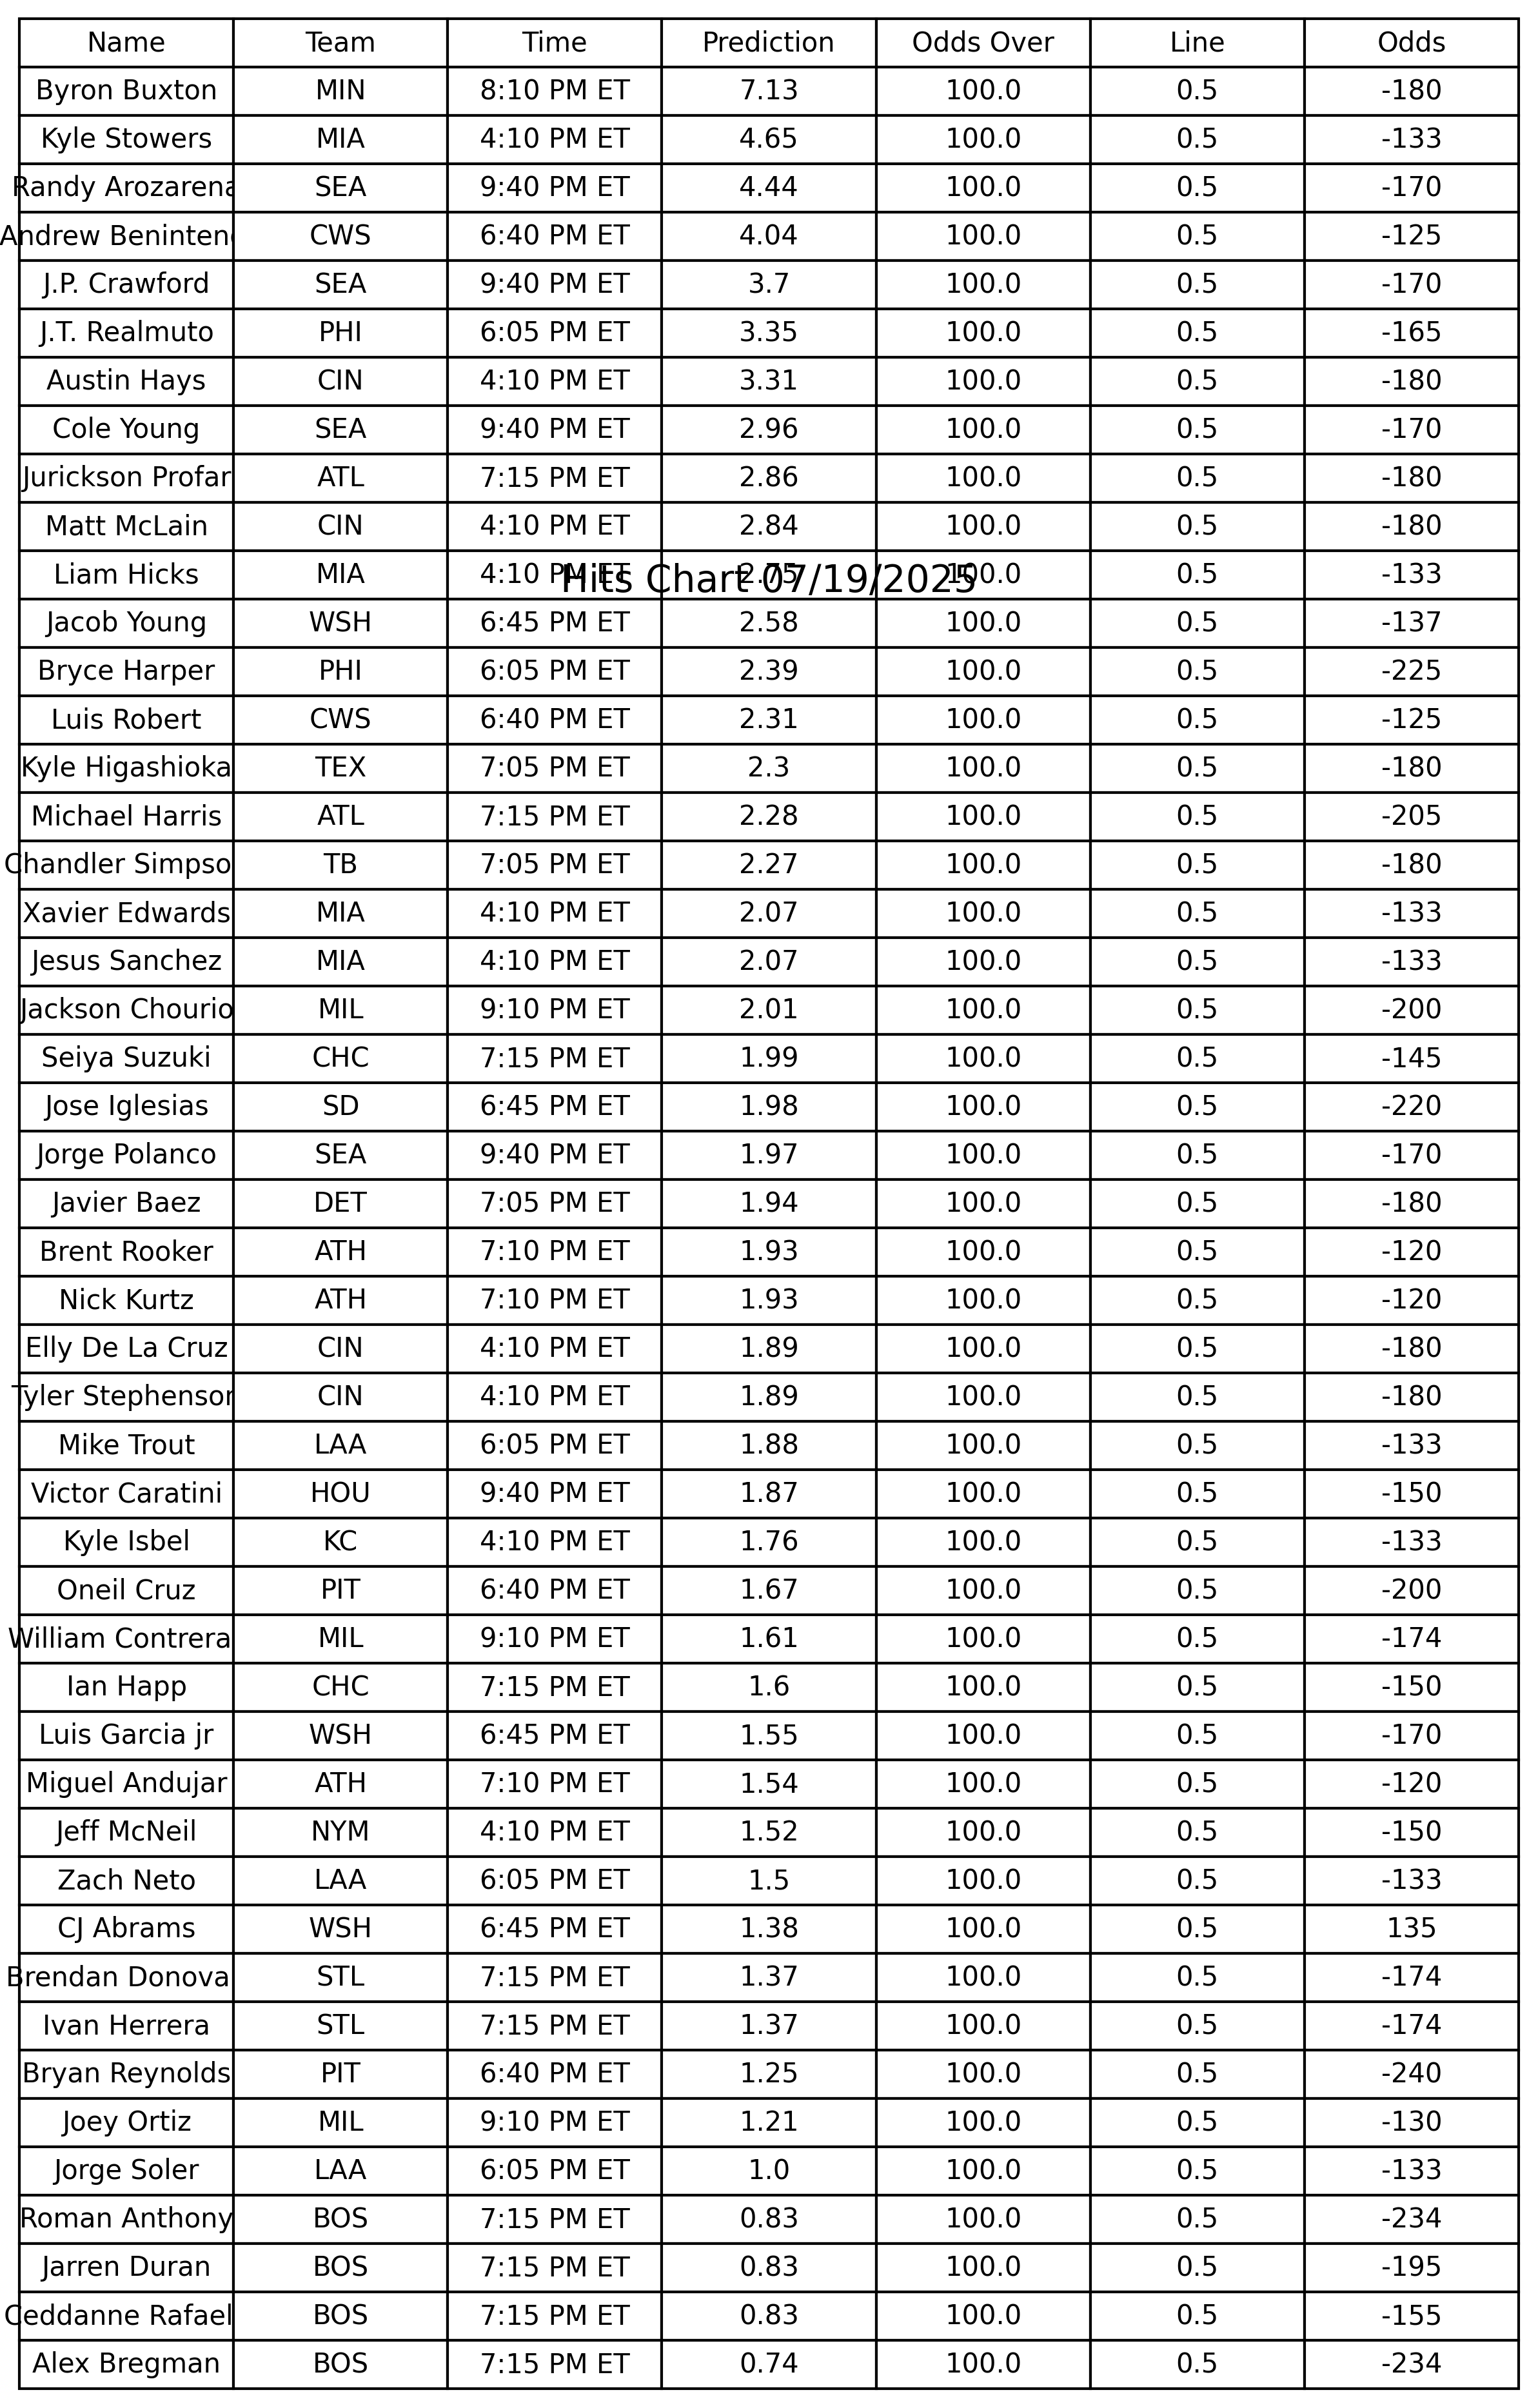 Name Team Time Prediction Odds Over Line Odds
Byron Buxton MIN 8:10 PM ET 7.13 100.0 0.5 -180
Kyle Stowers MIA 4:10 PM ET 4.65 100.0 0.5 -133
Randy Arozarena SEA 9:40 PM ET 4.44 100.0 0.5 -170
Andrew Beninten CWS 6:40 PM ET 4.04 100.0 0.5 -125
J.P. Crawford SEA 9:40 PM ET 3.7 100.0 0.5 -170
J.T. Realmuto PHI 6:05 PM ET 3.35 100.0 0.5 -165
Austin Hays CIN 4:10 PM ET 3.31 100.0 0.5 -180
Cole Young SEA 9:40 PM ET 2.96 100.0 0.5 -170
Jurickson Profar ATL 7:15 PM ET 2.86 100.0 0.5 -180
Matt McLain CIN 4:10 PM ET 2.84 100.0 0.5 -180
Liam Hicks MIA 4:10 PM ET 2.75 100.0 0.5 -133
Hits Chart 07/19/2025
Jacob Young WSH 6:45 PM ET 2.58 100.0 0.5 -137
Bryce Harper PHI 6:05 PM ET 2.39 100.0 0.5 -225
Luis Robert CWS 6:40 PM ET 2.31 100.0 0.5 -125
Kyle Higashioka TEX 7:05 PM ET 2.3 100.0 0.5 -180
Michael Harris ATL 7:15 PM ET 2.28 100.0 0.5 -205
Chandler Simpso TB 7:05 PM ET 2.27 100.0 0.5 -180
Xavier Edwards MIA 4:10 PM ET 2.07 100.0 0.5 -133
Jesus Sanchez MIA 4:10 PM ET 2.07 100.0 0.5 -133
Jackson Chourio MIL 9:10 PM ET 2.01 100.0 0.5 -200
Seiya Suzuki CHC 7:15 PM ET 1.99 100.0 0.5 -145
Jose Iglesias SD 6:45 PM ET 1.98 100.0 0.5 -220
Jorge Polanco SEA 9:40 PM ET 1.97 100.0 0.5 -170
Javier Baez DET 7:05 PM ET 1.94 100.0 0.5 -180
Brent Rooker ATH 7:10 PM ET 1.93 100.0 0.5 -120
Nick Kurtz ATH 7:10 PM ET 1.93 100.0 0.5 -120
Elly De La Cruz CIN 4:10 PM ET 1.89 100.0 0.5 -180
Tyler Stephenson CIN 4:10 PM ET 1.89 100.0 0.5 -180
Mike Trout LAA 6:05 PM ET 1.88 100.0 0.5 -133
Victor Caratini HOU 9:40 PM ET 1.87 100.0 0.5 -150
Kyle Isbel KC 4:10 PM ET 1.76 100.0 0.5 -133
Oneil Cruz PIT 6:40 PM ET 1.67 100.0 0.5 -200
William Contrera MIL 9:10 PM ET 1.61 100.0 0.5 -174
Ian Happ CHC 7:15 PM ET 1.6 100.0 0.5 -150
Luis Garcia jr WSH 6:45 PM ET 1.55 100.0 0.5 -170
Miguel Andujar ATH 7:10 PM ET 1.54 100.0 0.5 -120
Jeff McNeil NYM 4:10 PM ET 1.52 100.0 0.5 -150
Zach Neto LAA 6:05 PM ET 1.5 100.0 0.5 -133
CJ Abrams WSH 6:45 PM ET 1.38 100.0 0.5 135
Brendan Donova STL 7:15 PM ET 1.37 100.0 0.5 -174
Ivan Herrera STL 7:15 PM ET 1.37 100.0 0.5 -174
Bryan Reynolds PIT 6:40 PM ET 1.25 100.0 0.5 -240
Joey Ortiz MIL 9:10 PM ET 1.21 100.0 0.5 -130
Jorge Soler LAA 6:05 PM ET 1.0 100.0 0.5 -133
Roman Anthony BOS 7:15 PM ET 0.83 100.0 0.5 -234
Jarren Duran BOS 7:15 PM ET 0.83 100.0 0.5 -195
Ceddanne Rafael BOS 7:15 PM ET 0.83 100.0 0.5 -155
Alex Bregman BOS 7:15 PM ET 0.74 100.0 0.5 -234